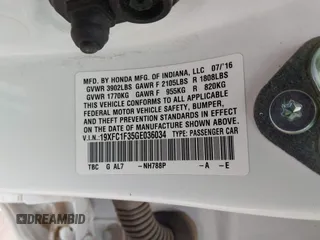 MFD. BY HONDA MFG. OF INDIANA, LLC 07/'16
GVWR 3902LBS GAWR F 2105LBS R 1808LBS
GVWR 1770KG GAWR F 955KG R 820KG
THIS VEHICLE CONFORMS TO ALL APPLICABLE
FEDERAL MOTOR VEHICLE SAFETY, BUMPER,
AND THEFT PREVENTION STANDARDS IN EFFECT
ON THE DATE OF MANUFACTURE SHOWN ABOVE.
V.I.N.:19XFC1F35GE036034 TYPE: PASSENGER CAR
TBC G AL7 -NH788P -A -E
© DIDIAUTO.COM